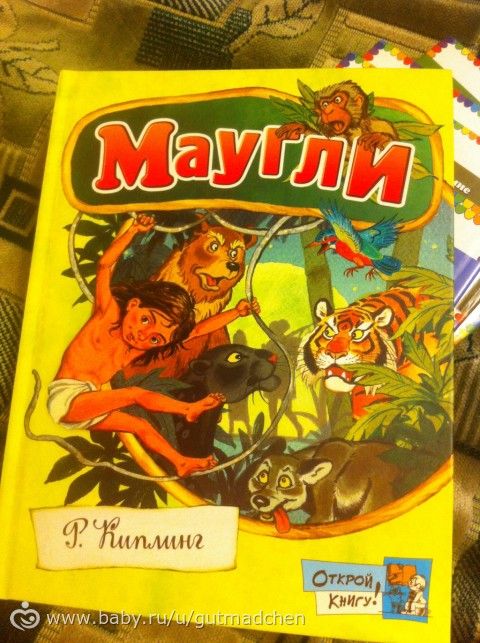 Маугли
Р. Киплинг
Открой
книгу!
www.baby.ru/u/gutmadchen